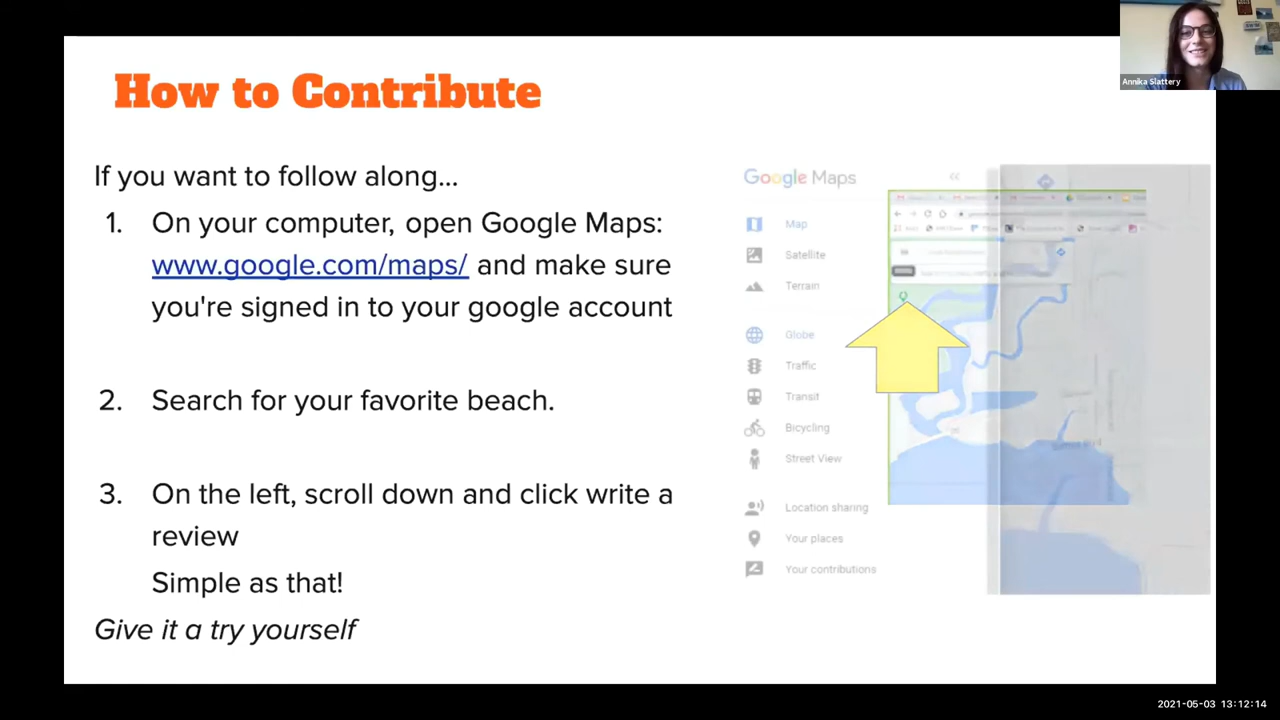 How to Contribute
Annika Slattery
If you want to follow along...
1. On your computer, open Google Maps:
www.google.com/maps/ and make sure
you're signed in to your google account
2. Search for your favorite beach.
3. On the left, scroll down and click write a
review
Simple as that!
Give it a try yourself
Google Maps
Map
Satellite
Terrain
Globe
Traffic
Transit
Bicycling
Street View
Location sharing
Your places
Your contributions
2021-05-03 13:12:14